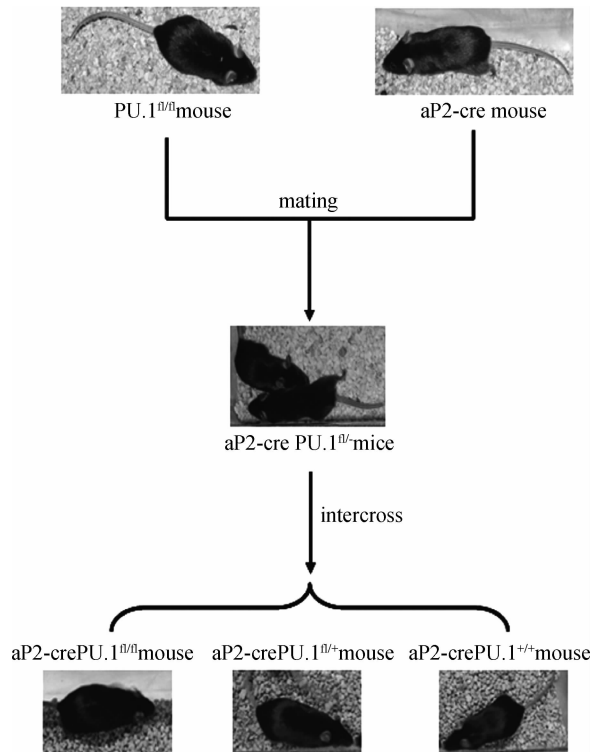 PU.1fl/flmouse
aP2-cre mouse
mating
aP2-cre PU.1fl/-mice
intercross
aP2-crePU.1fl/flmouse
aP2-crePU.1fl/+mouse
aP2-crePU.1+/+mouse